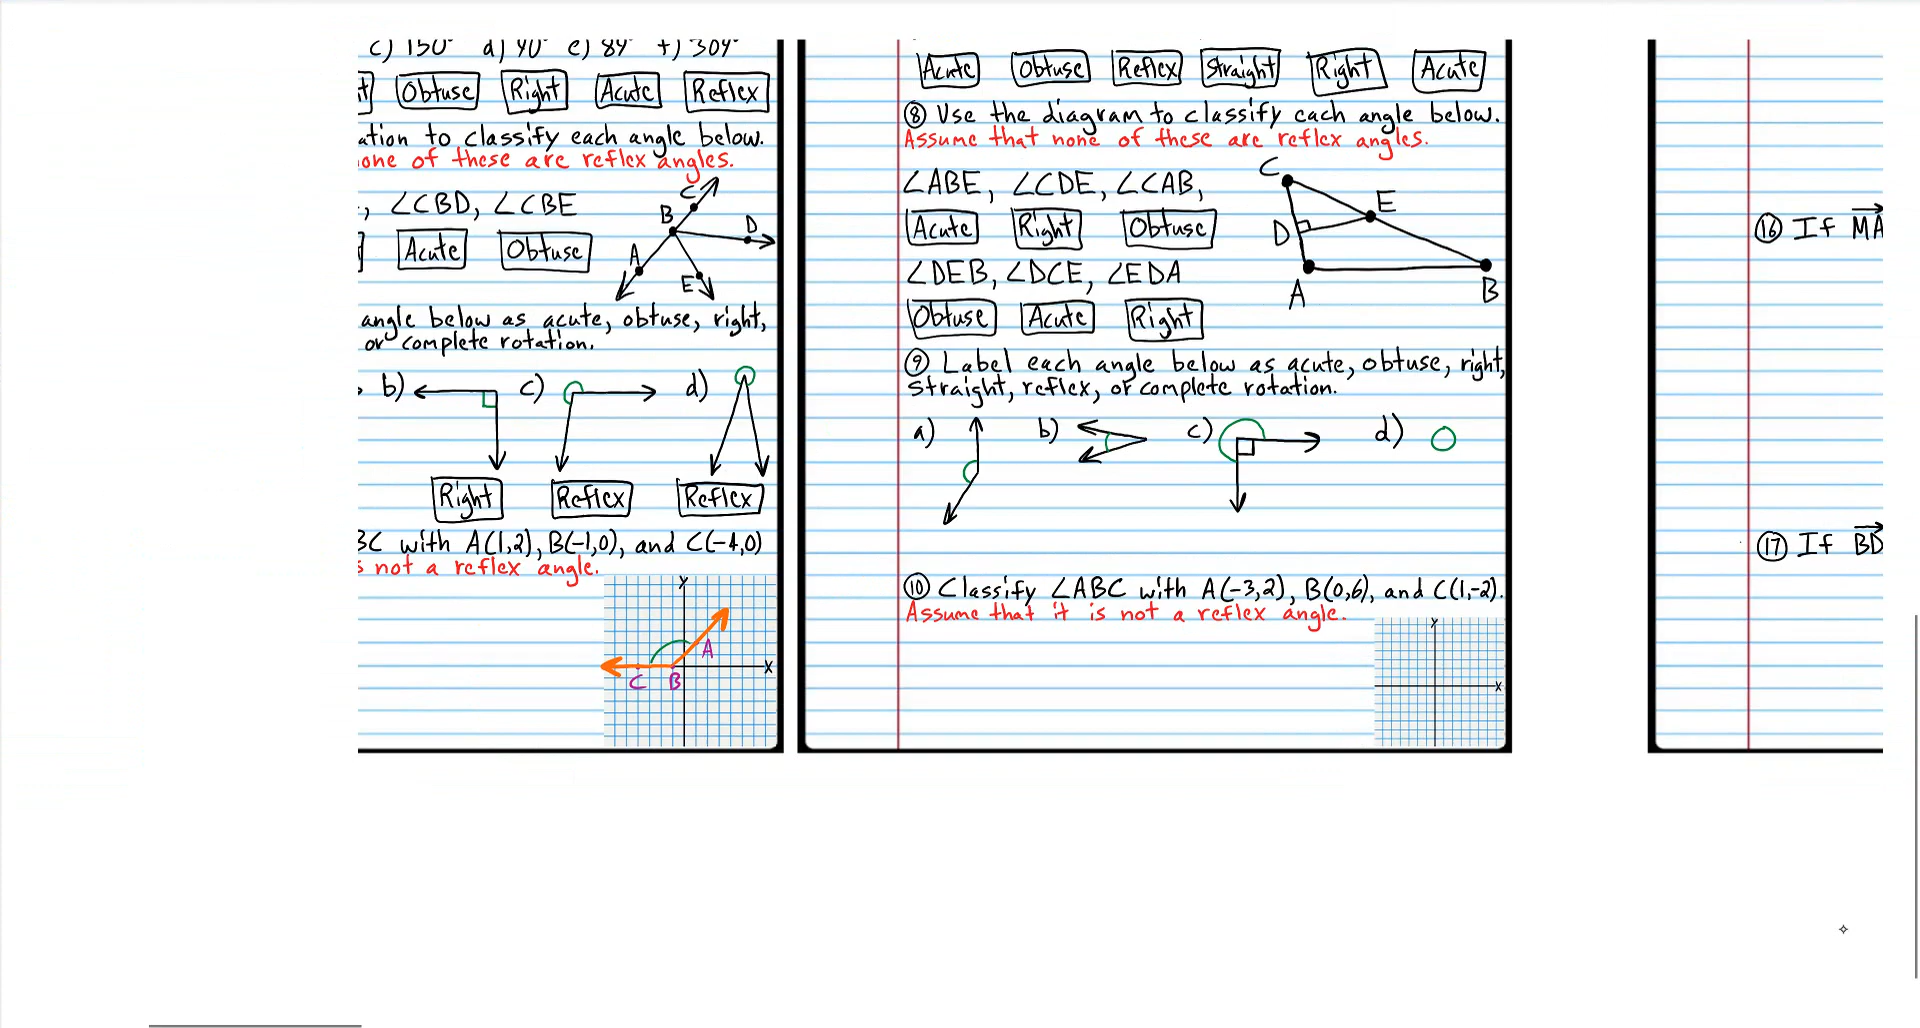 c) 150° d) 90° e) 89° f) 304°
Obtuse Right Acute Reflex
ation to classify each angle below.
one of these are reflex angles.
, ∠CBD, ∠CBE
Acute Obtuse
C
B
D
A
E
angle below as acute, obtuse, right,
or complete rotation.
b) c) d)
Right Reflex Reflex
BC with A(1,2), B(-1,0), and C(-4,0)
s not a reflex angle.
Y
A
X
C B
Acute Obtuse Reflex Straight Right Acute
⑧ Use the diagram to classify each angle below.
Assume that none of these are reflex angles.
∠ABE, ∠CDE, ∠CAB,
Acute Right Obtuse
∠DEB, ∠DCE, ∠EDA
Obtuse Acute Right
C
E
D
A
B
⑨ Label each angle below as acute, obtuse, right,
straight, reflex, or complete rotation.
a) b) c) d)
⑩ Classify ∠ABC with A(-3,2), B(0,6), and C(1,-2).
Assume that it is not a reflex angle.
Y
X
⑯ If MA
⑰ If BD